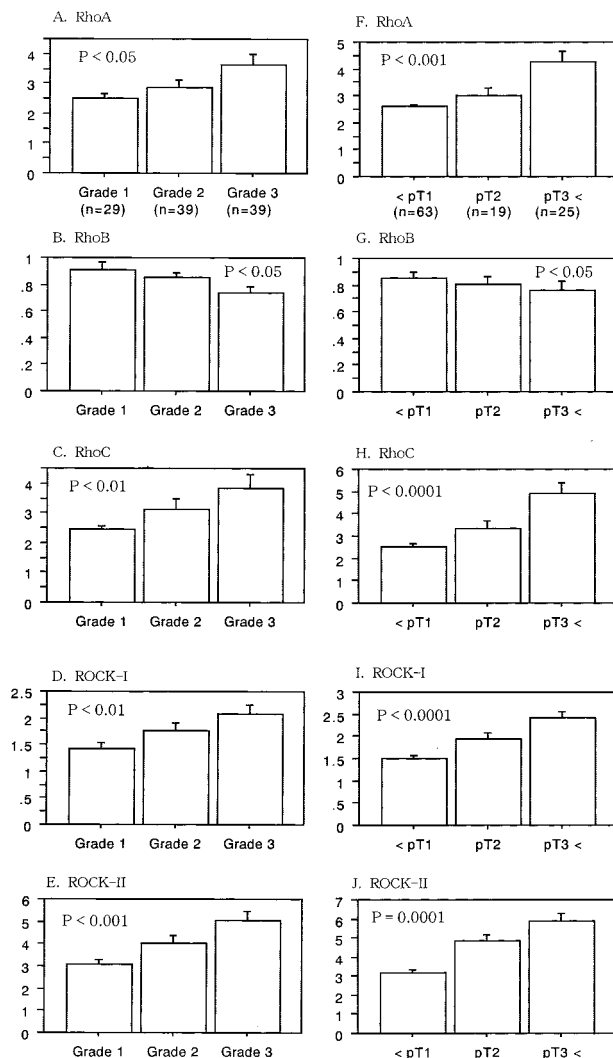 A. RhoA
P < 0.05
4
3
2
1
0
Grade 1 Grade 2 Grade 3
(n=29) (n=39) (n=39)
B. RhoB
P < 0.05
1
.8
.6
.4
.2
0
Grade 1 Grade 2 Grade 3
C. RhoC
P < 0.01
4
3
2
1
0
Grade 1 Grade 2 Grade 3
D. ROCK-I
P < 0.01
2.5
2
1.5
1
.5
0
Grade 1 Grade 2 Grade 3
E. ROCK-II
P < 0.001
6
5
4
3
2
1
0
Grade 1 Grade 2 Grade 3
F. RhoA
P < 0.001
5
4
3
2
1
0
< pT1 pT2 pT3 <
(n=63) (n=19) (n=25)
G. RhoB
P < 0.05
1
.8
.6
.4
.2
0
< pT1 pT2 pT3 <
H. RhoC
P < 0.0001
6
5
4
3
2
1
0
< pT1 pT2 pT3 <
I. ROCK-I
P < 0.0001
3
2.5
2
1.5
1
.5
0
< pT1 pT2 pT3 <
J. ROCK-II
P = 0.0001
7
6
5
4
3
2
1
0
< pT1 pT2 pT3 <